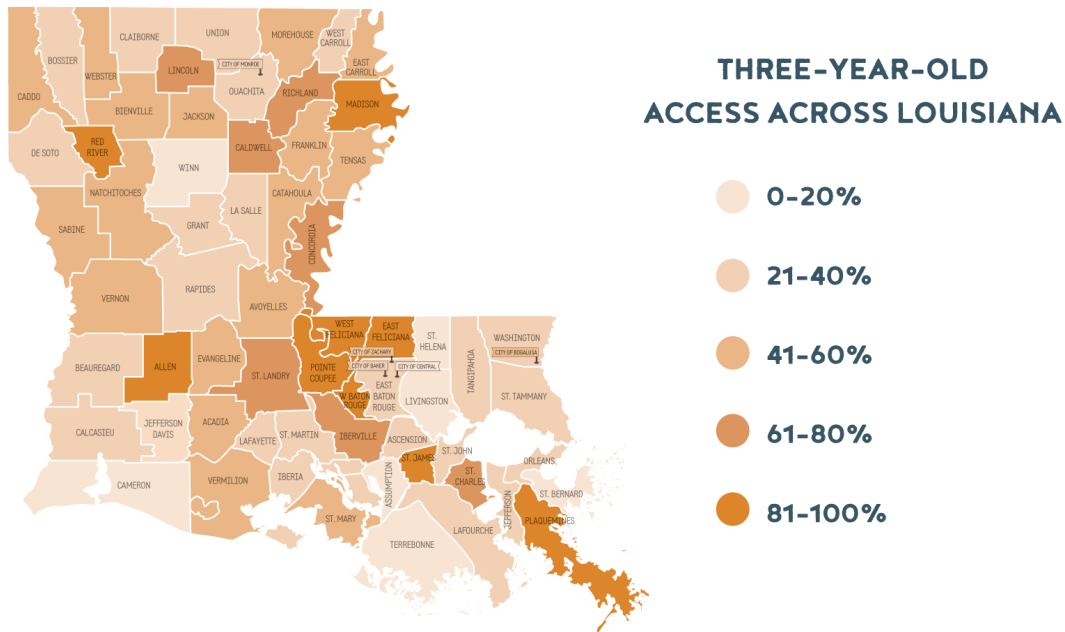 THREE-YEAR-OLD
ACCESS ACROSS LOUISIANA
0-20%
21-40%
41-60%
61-80%
81-100%
CADDO
BOSSIER
WEBSTER
CLAIBORNE
UNION
MOREHOUSE
WEST
CARROLL
EAST
CARROLL
LINCOLN
CITY OF MONROE
OUACHITA
RICHLAND
MADISON
BIENVILLE
JACKSON
DE SOTO
RED
RIVER
WINN
CALDWELL
FRANKLIN
TENSAS
NATCHITOCHES
SABINE
GRANT
LA SALLE
CATAHOULA
CONCORDIA
VERNON
RAPIDES
AVOYELLES
WEST
FELICIANA
EAST
FELICIANA
ST.
HELENA
TANGIPAHOA
WASHINGTON
CITY OF BOGALUSA
CITY OF ZACHARY
CITY OF BAKER
CITY OF CENTRAL
BEAUREGARD
ALLEN
EVANGELINE
ST. LANDRY
POINTE
COUPEE
W BATON
ROUGE
EAST
BATON
ROUGE
LIVINGSTON
ST. TAMMANY
CALCASIEU
JEFFERSON
DAVIS
ACADIA
LAFAYETTE
ST. MARTIN
IBERVILLE
ASCENSION
ST. JAMES
ST. JOHN
ST.
CHARLES
ORLEANS
CAMERON
VERMILION
IBERIA
ASSUMPTION
ST. MARY
TERREBONNE
LAFOURCHE
JEFFERSON
ST. BERNARD
PLAQUEMINES